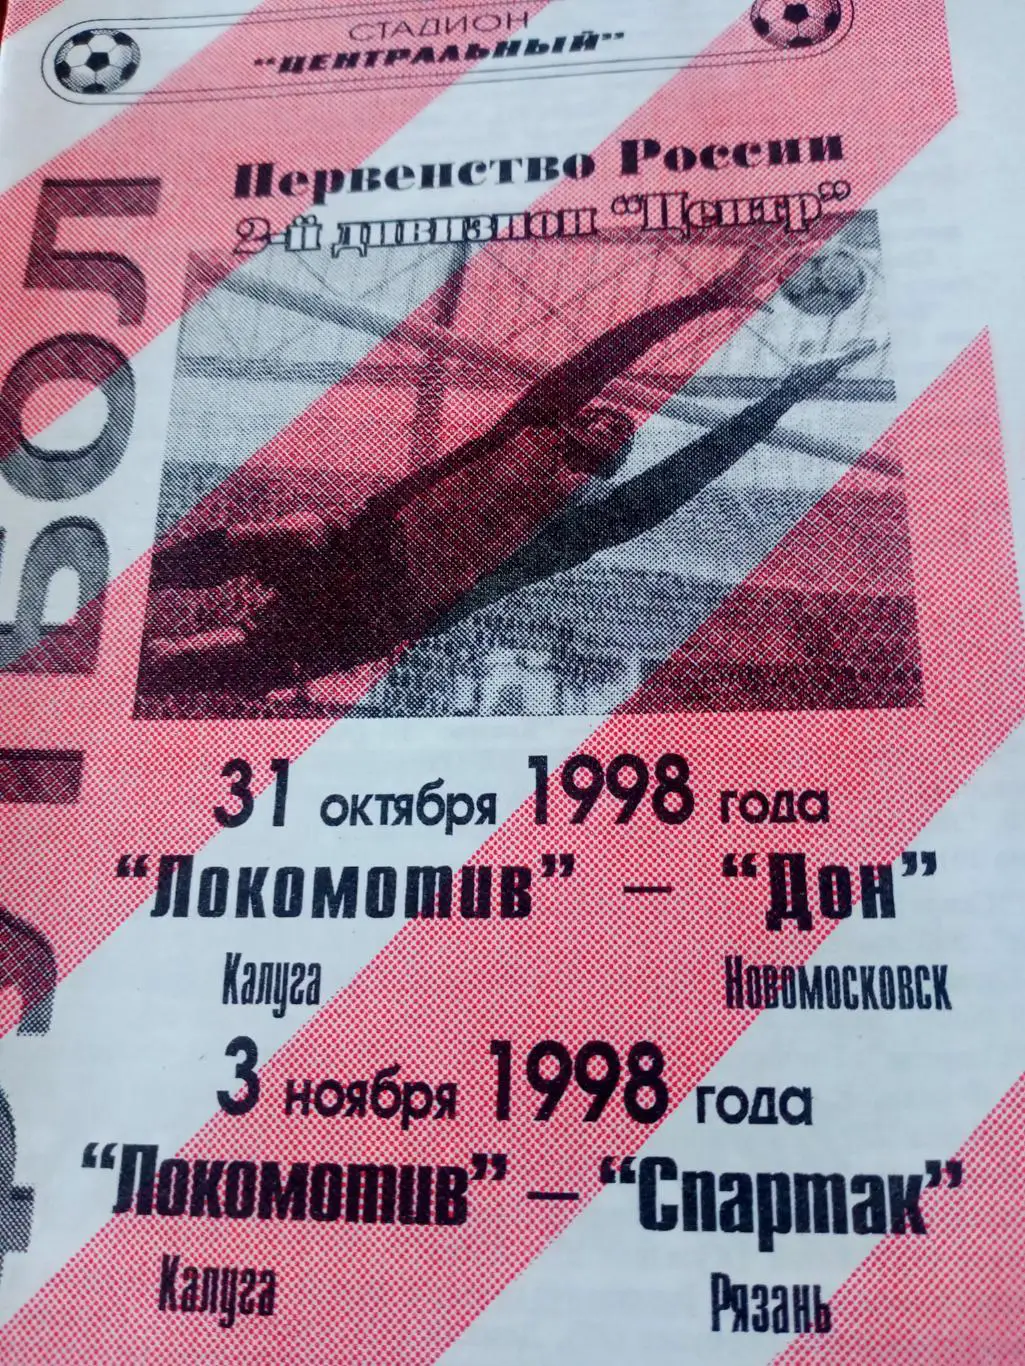 СТАДИОН
"ЦЕНТРАЛЬНЫЙ"
Первенство России
2-й дивизион "Центр"
ФУТБОЛ
31 октября 1998 года
"Локомотив" – "Дон"
Калуга Новомосковск
3 ноября 1998 года
"Локомотив" – "Спартак"
Калуга Рязань